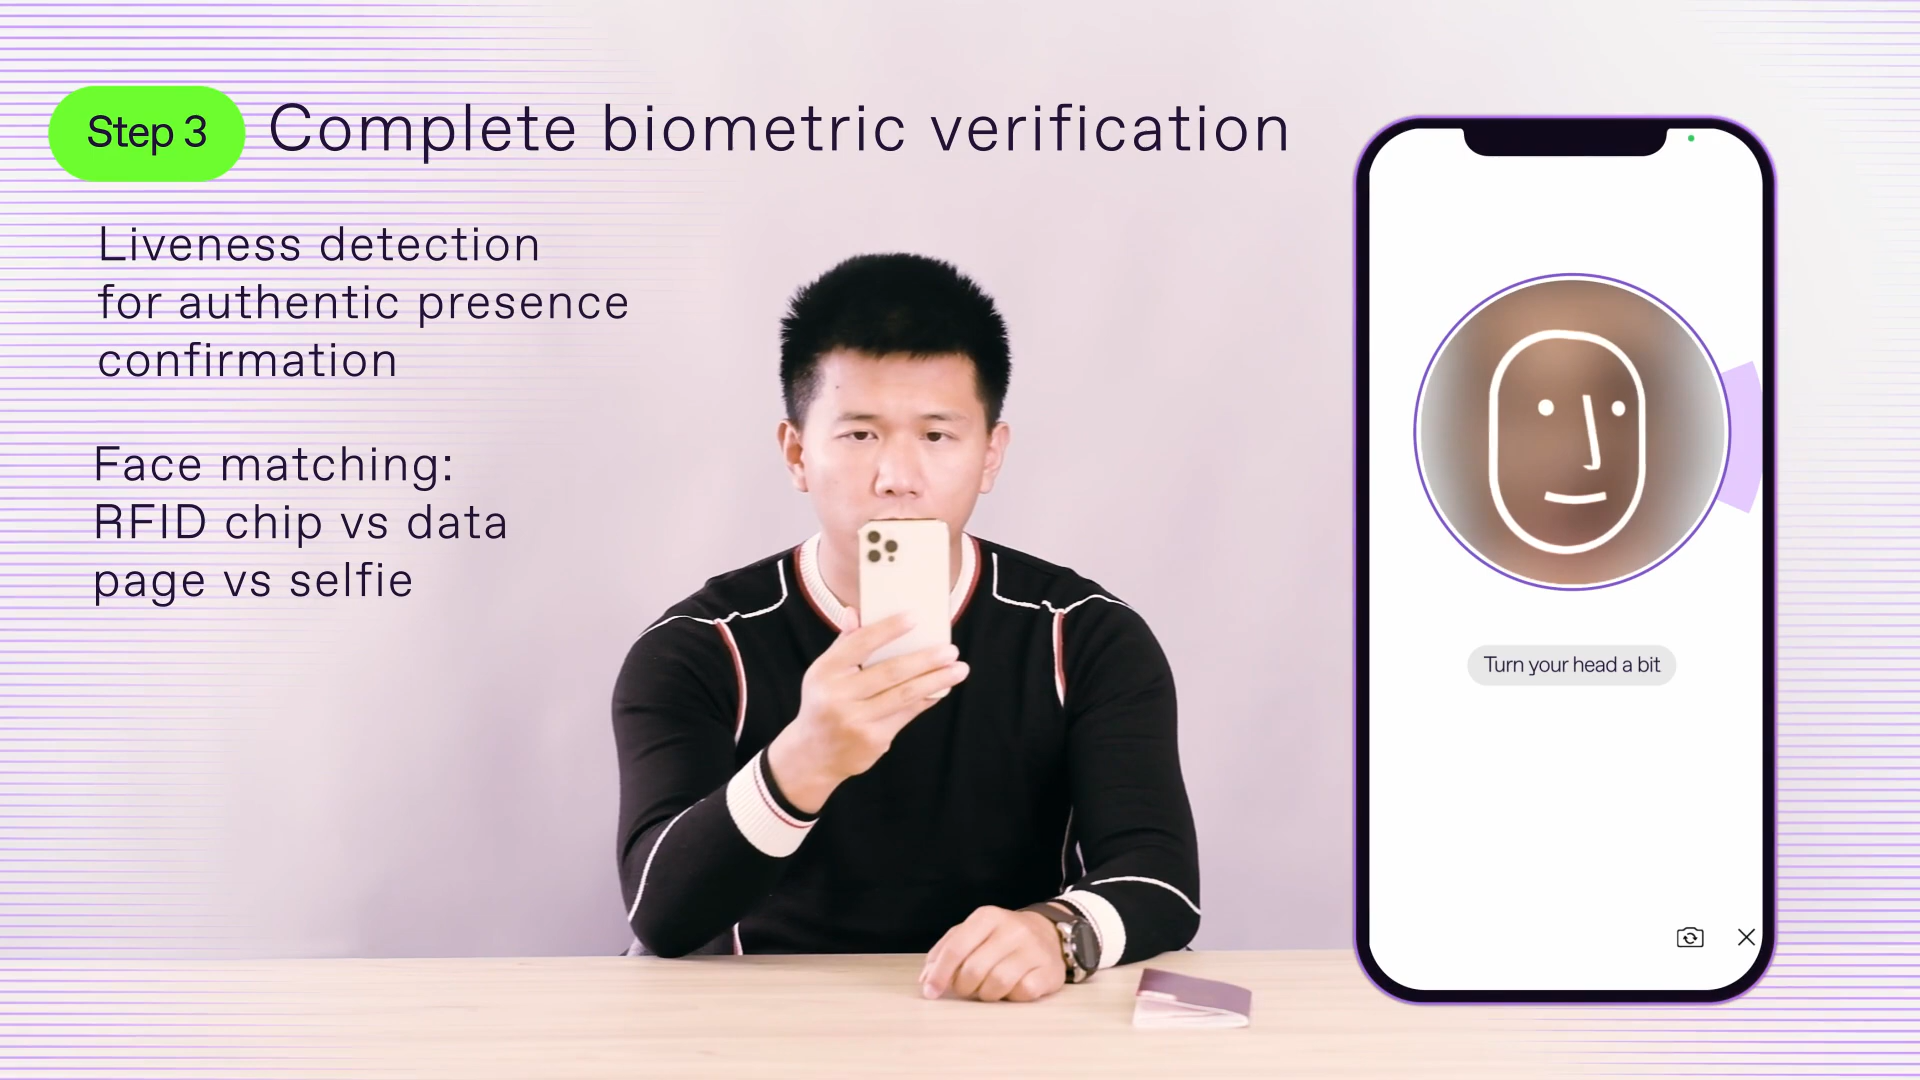 Step 3 Complete biometric verification
Liveness detection
for authentic presence
confirmation
Face matching:
RFID chip vs data
page vs selfie
Turn your head a bit